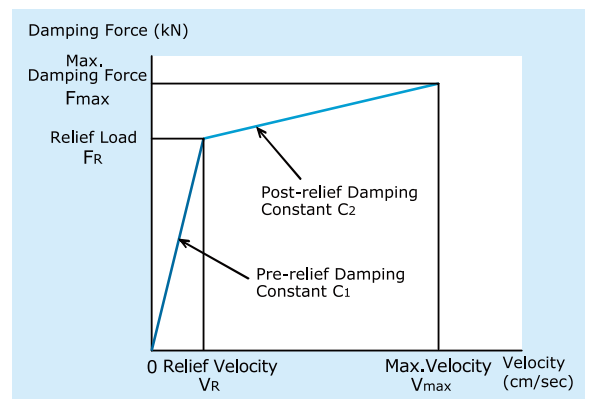 Damping Force (kN)
Max.
Damping Force
Fmax
Relief Load
FR
Post-relief Damping
Constant C2
Pre-relief Damping
Constant C1
0 Relief Velocity
VR
Max.Velocity
Vmax
Velocity
(cm/sec)